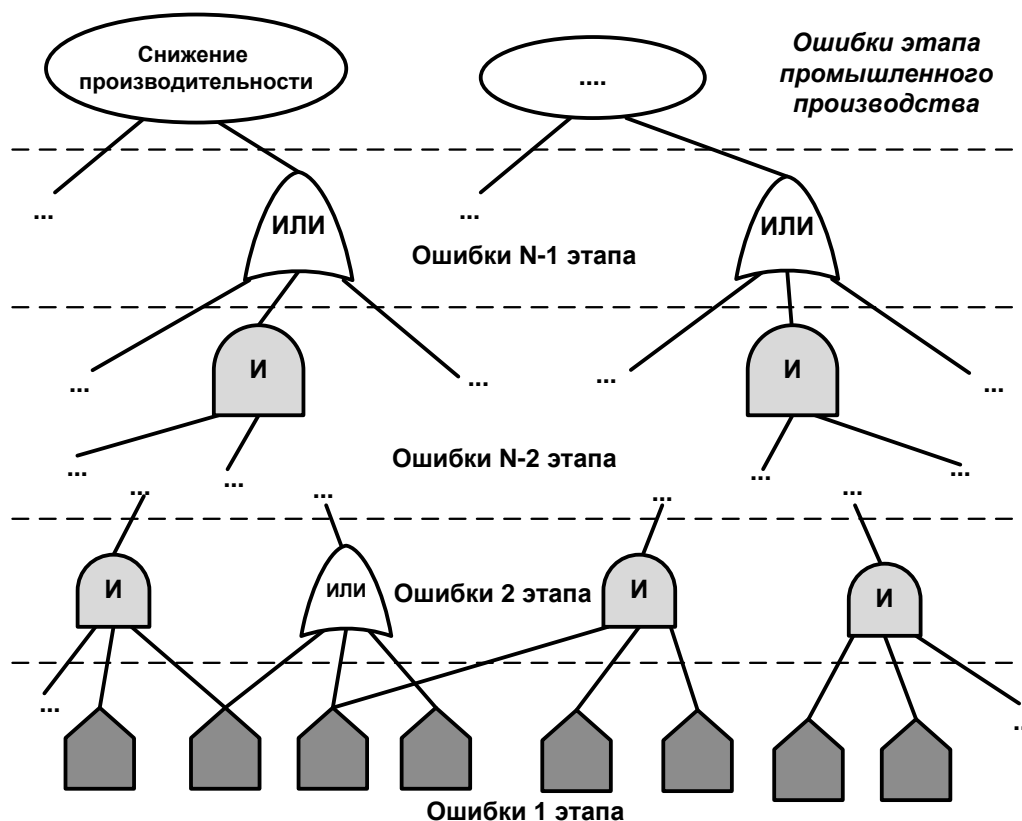 Снижение
производительности
....
Ошибки этапа
промышленного
производства
...
ИЛИ
...
ИЛИ
Ошибки N-1 этапа
...
И
...
...
И
...
...
...
Ошибки N-2 этапа
...
...
...
...
...
...
И
ИЛИ
Ошибки 2 этапа
И
И
...
...
Ошибки 1 этапа